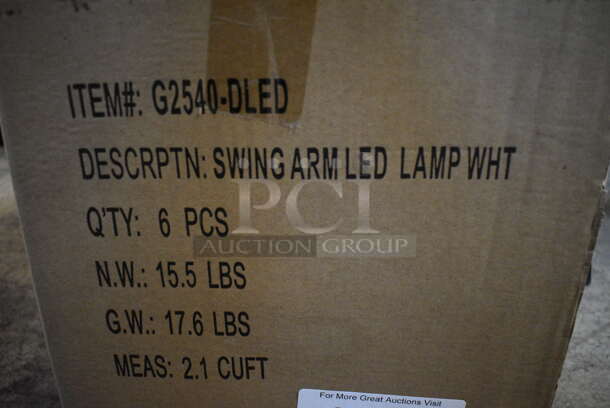 ITEM#: G2540-DLED
DESCRPTN: SWING ARM LED LAMP WHT
PCI
AUCTION GROUP
Q'TY: 6 PCS
N.W.: 15.5 LBS
G.W.: 17.6 LBS
MEAS: 2.1 CUFT
For More Great Auctions Visit